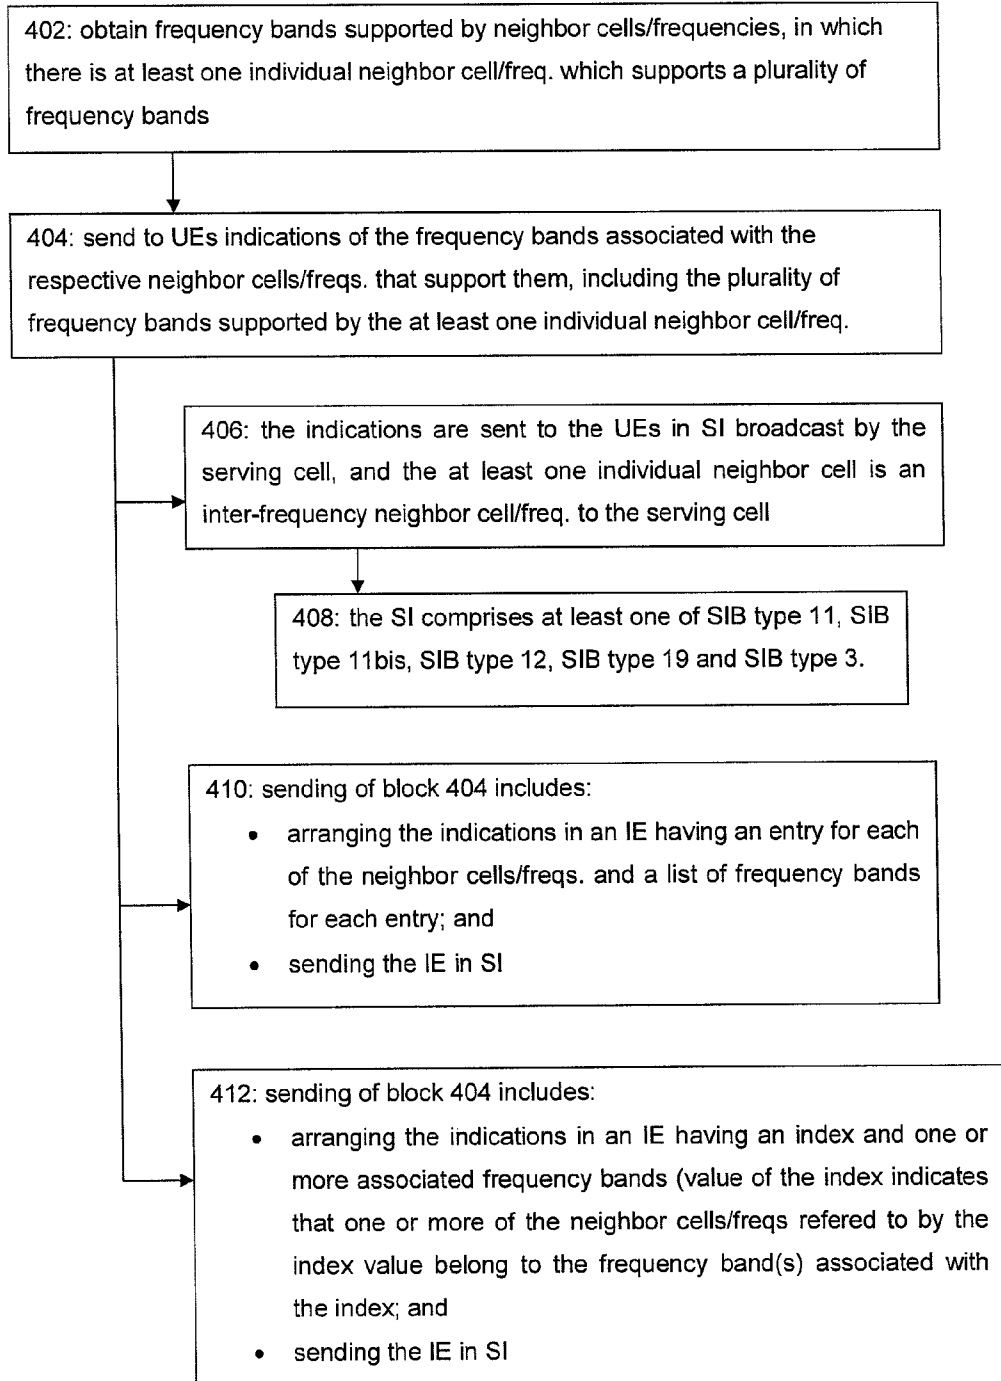 402: obtain frequency bands supported by neighbor cells/frequencies, in which
there is at least one individual neighbor cell/freq. which supports a plurality of
frequency bands
404: send to UEs indications of the frequency bands associated with the
respective neighbor cells/freqs. that support them, including the plurality of
frequency bands supported by the at least one individual neighbor cell/freq.
406: the indications are sent to the UEs in SI broadcast by the
serving cell, and the at least one individual neighbor cell is an
inter-frequency neighbor cell/freq. to the serving cell
408: the SI comprises at least one of SIB type 11, SIB
type 11bis, SIB type 12, SIB type 19 and SIB type 3.
410: sending of block 404 includes:
• arranging the indications in an IE having an entry for each
of the neighbor cells/freqs. and a list of frequency bands
for each entry; and
• sending the IE in SI
412: sending of block 404 includes:
• arranging the indications in an IE having an index and one or
more associated frequency bands (value of the index indicates
that one or more of the neighbor cells/freqs refered to by the
index value belong to the frequency band(s) associated with
the index; and
• sending the IE in SI